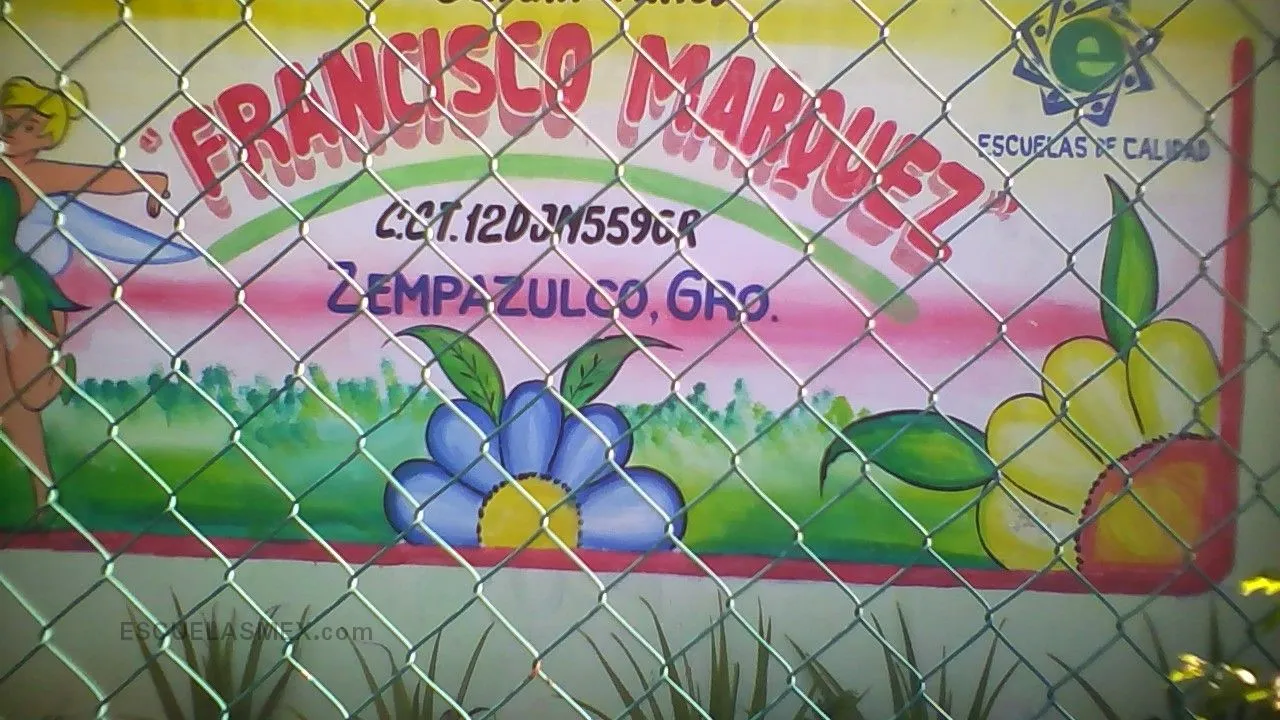 "FRANCISCO MARQUEZ"
C.C.T. 12DJN5596R
ZEMPAZULCO, GRO.
e
ESCUELAS DE CALIDAD
ESCUELASMEX.com